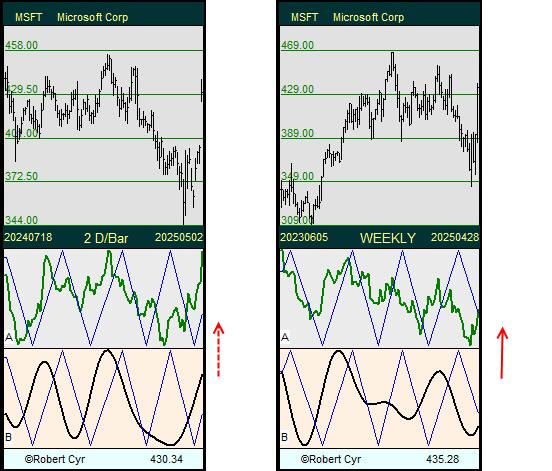 MSFT Microsoft Corp
458.00
429.50
401.00
372.50
344.00
20240718 2 D/Bar 20250502
A
B
©Robert Cyr 430.34
MSFT Microsoft Corp
469.00
429.00
389.00
349.00
309.00
20230605 WEEKLY 20250428
A
B
©Robert Cyr 435.28